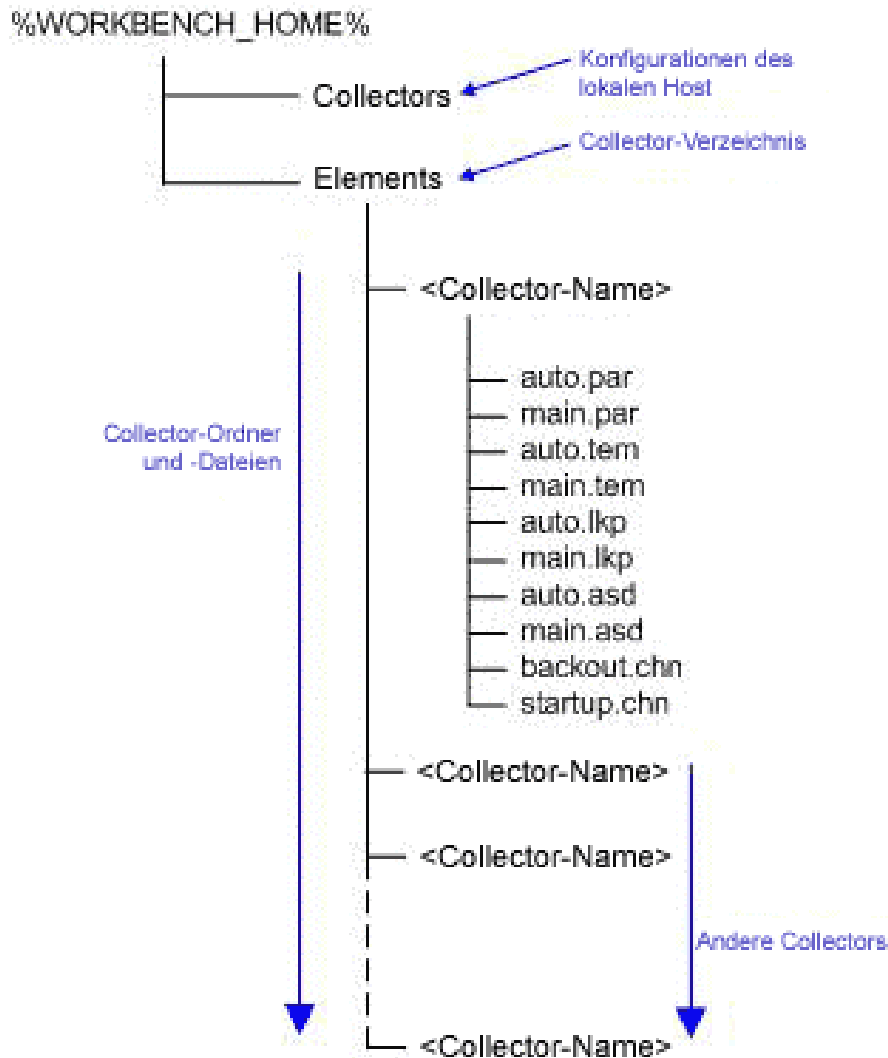 %WORKBENCH_HOME%
Konfigurationen des
lokalen Host
Collectors
Collector-Verzeichnis
Elements
<Collector-Name>
auto.par
main.par
Collector-Ordner
und -Dateien
auto.tem
main.tem
auto.lkp
main.lkp
auto.asd
main.asd
backout.chn
startup.chn
<Collector-Name>
<Collector-Name>
Andere Collectors
<Collector-Name>